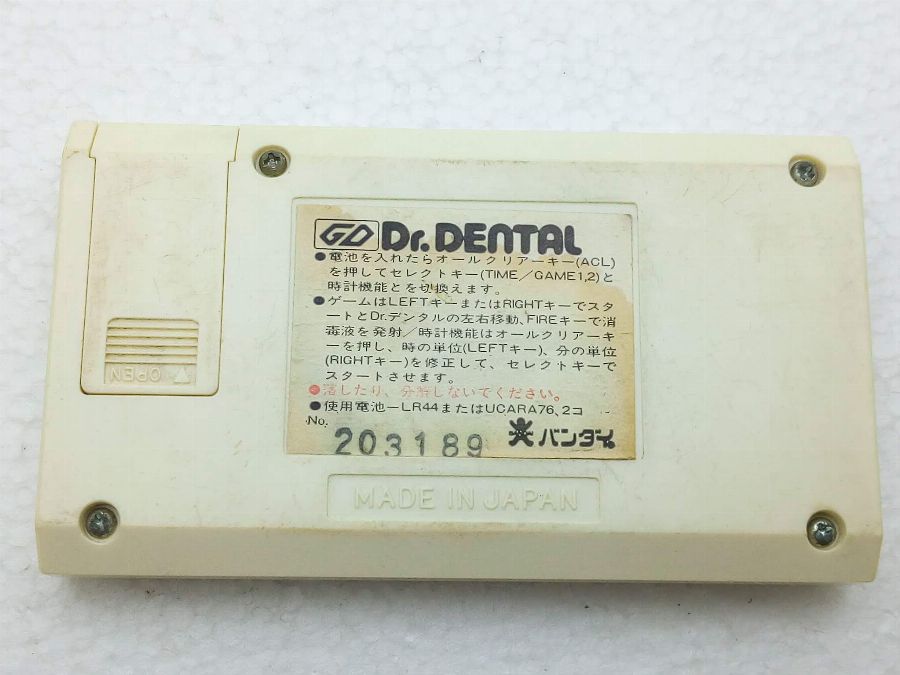 GD Dr.DENTAL
●電池を入れたらオールクリアーキー(ACL)
を押してセレクトキー(TIME/GAME1,2)と
時計機能とを切換えます。
●ゲームはLEFTキーまたはRIGHTキーでスタ
ートとDr.デンタルの左右移動、FIREキーで消
毒液を発射/時計機能はオールクリアーキ
ーを押し、時の単位(LEFTキー)、分の単位
(RIGHTキー)を修正して、セレクトキーで
スタートさせます。
●落したり、分解しないてください。
●使用電池—LR44またはUCARA76、2コ
No.
203189
バンダイ
OPEN
MADE IN JAPAN